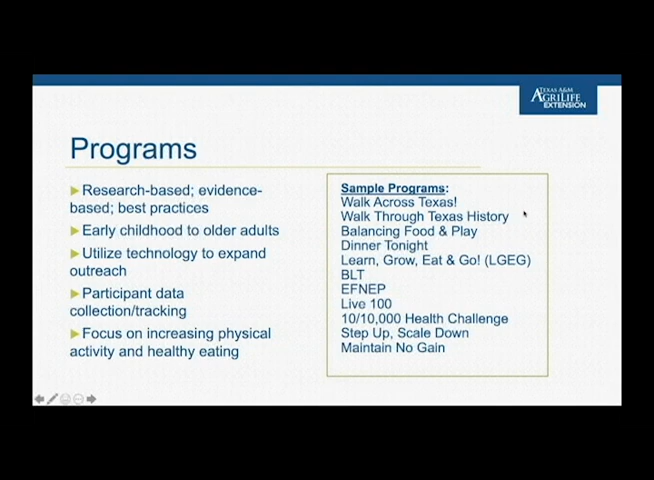 TEXAS A&M
AGRILIFE
EXTENSION
Programs
Research-based; evidence-
based; best practices
Early childhood to older adults
Utilize technology to expand
outreach
Participant data
collection/tracking
Focus on increasing physical
activity and healthy eating
Sample Programs:
Walk Across Texas!
Walk Through Texas History
Balancing Food & Play
Dinner Tonight
Learn, Grow, Eat & Go! (LGEG)
BLT
EFNEP
Live 100
10/10,000 Health Challenge
Step Up, Scale Down
Maintain No Gain